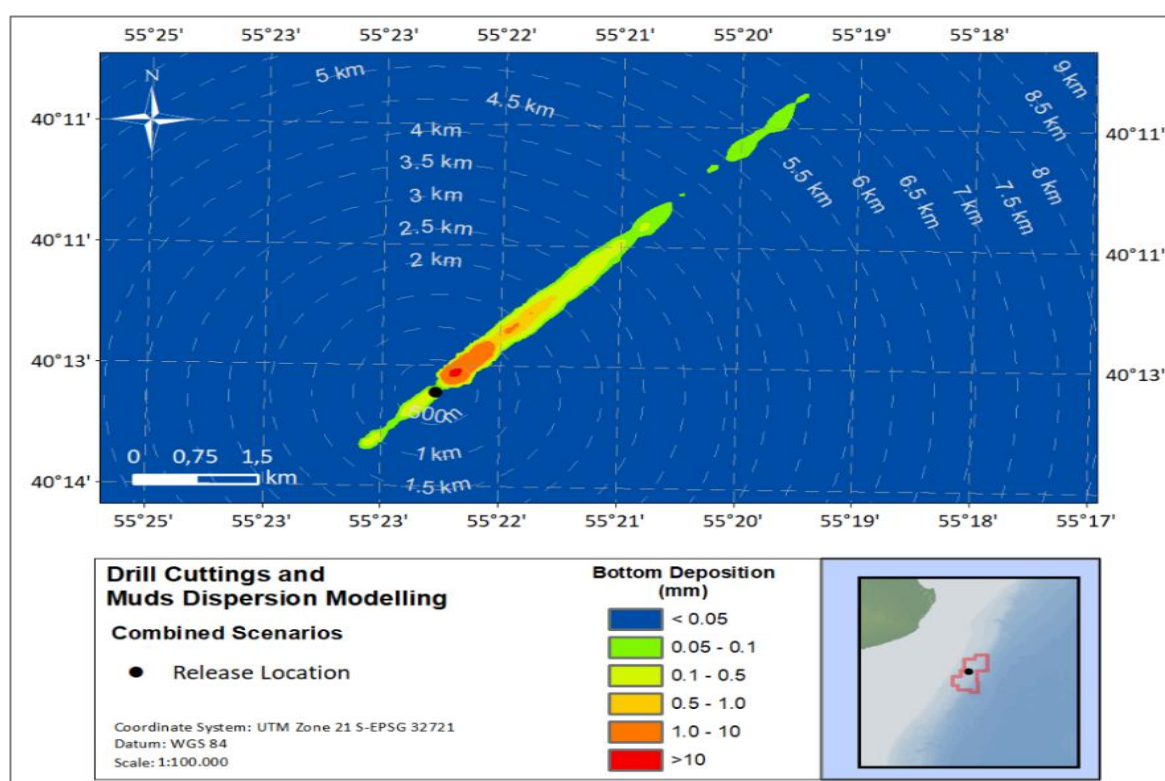 55°25' 55°23' 55°23' 55°22' 55°21' 55°20' 55°19' 55°18'
N
5 km
4.5 km
4 km
3.5 km
3 km
2.5 km
2 km
5.5 km
6 km
6.5 km
7 km
7.5 km
8 km
8.5 km
9 km
500m
1 km
1.5 km
40°11'
40°11'
40°13'
40°14'
40°11'
40°11'
40°13'
0 0,75 1,5
km
55°25' 55°23' 55°23' 55°22' 55°21' 55°20' 55°19' 55°18' 55°17'
Drill Cuttings and
Muds Dispersion Modelling
Combined Scenarios
Release Location
Coordinate System: UTM Zone 21 S-EPSG 32721
Datum: WGS 84
Scale: 1:100.000
Bottom Deposition
(mm)
< 0.05
0.05 - 0.1
0.1 - 0.5
0.5 - 1.0
1.0 - 10
>10